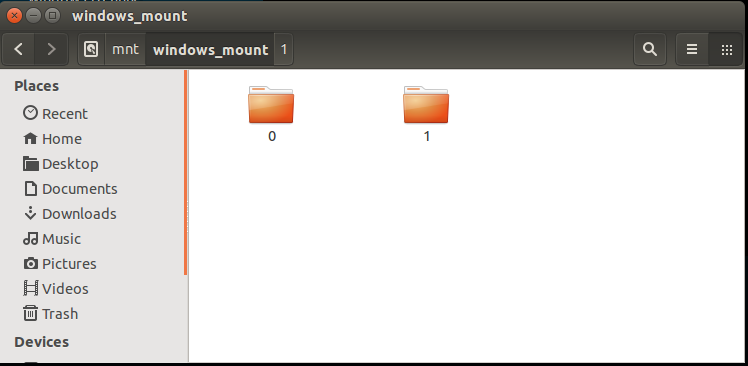 windows_mount
mnt windows_mount 1
Places
Recent
Home
Desktop
Documents
Downloads
Music
Pictures
Videos
Trash
Devices
0 1